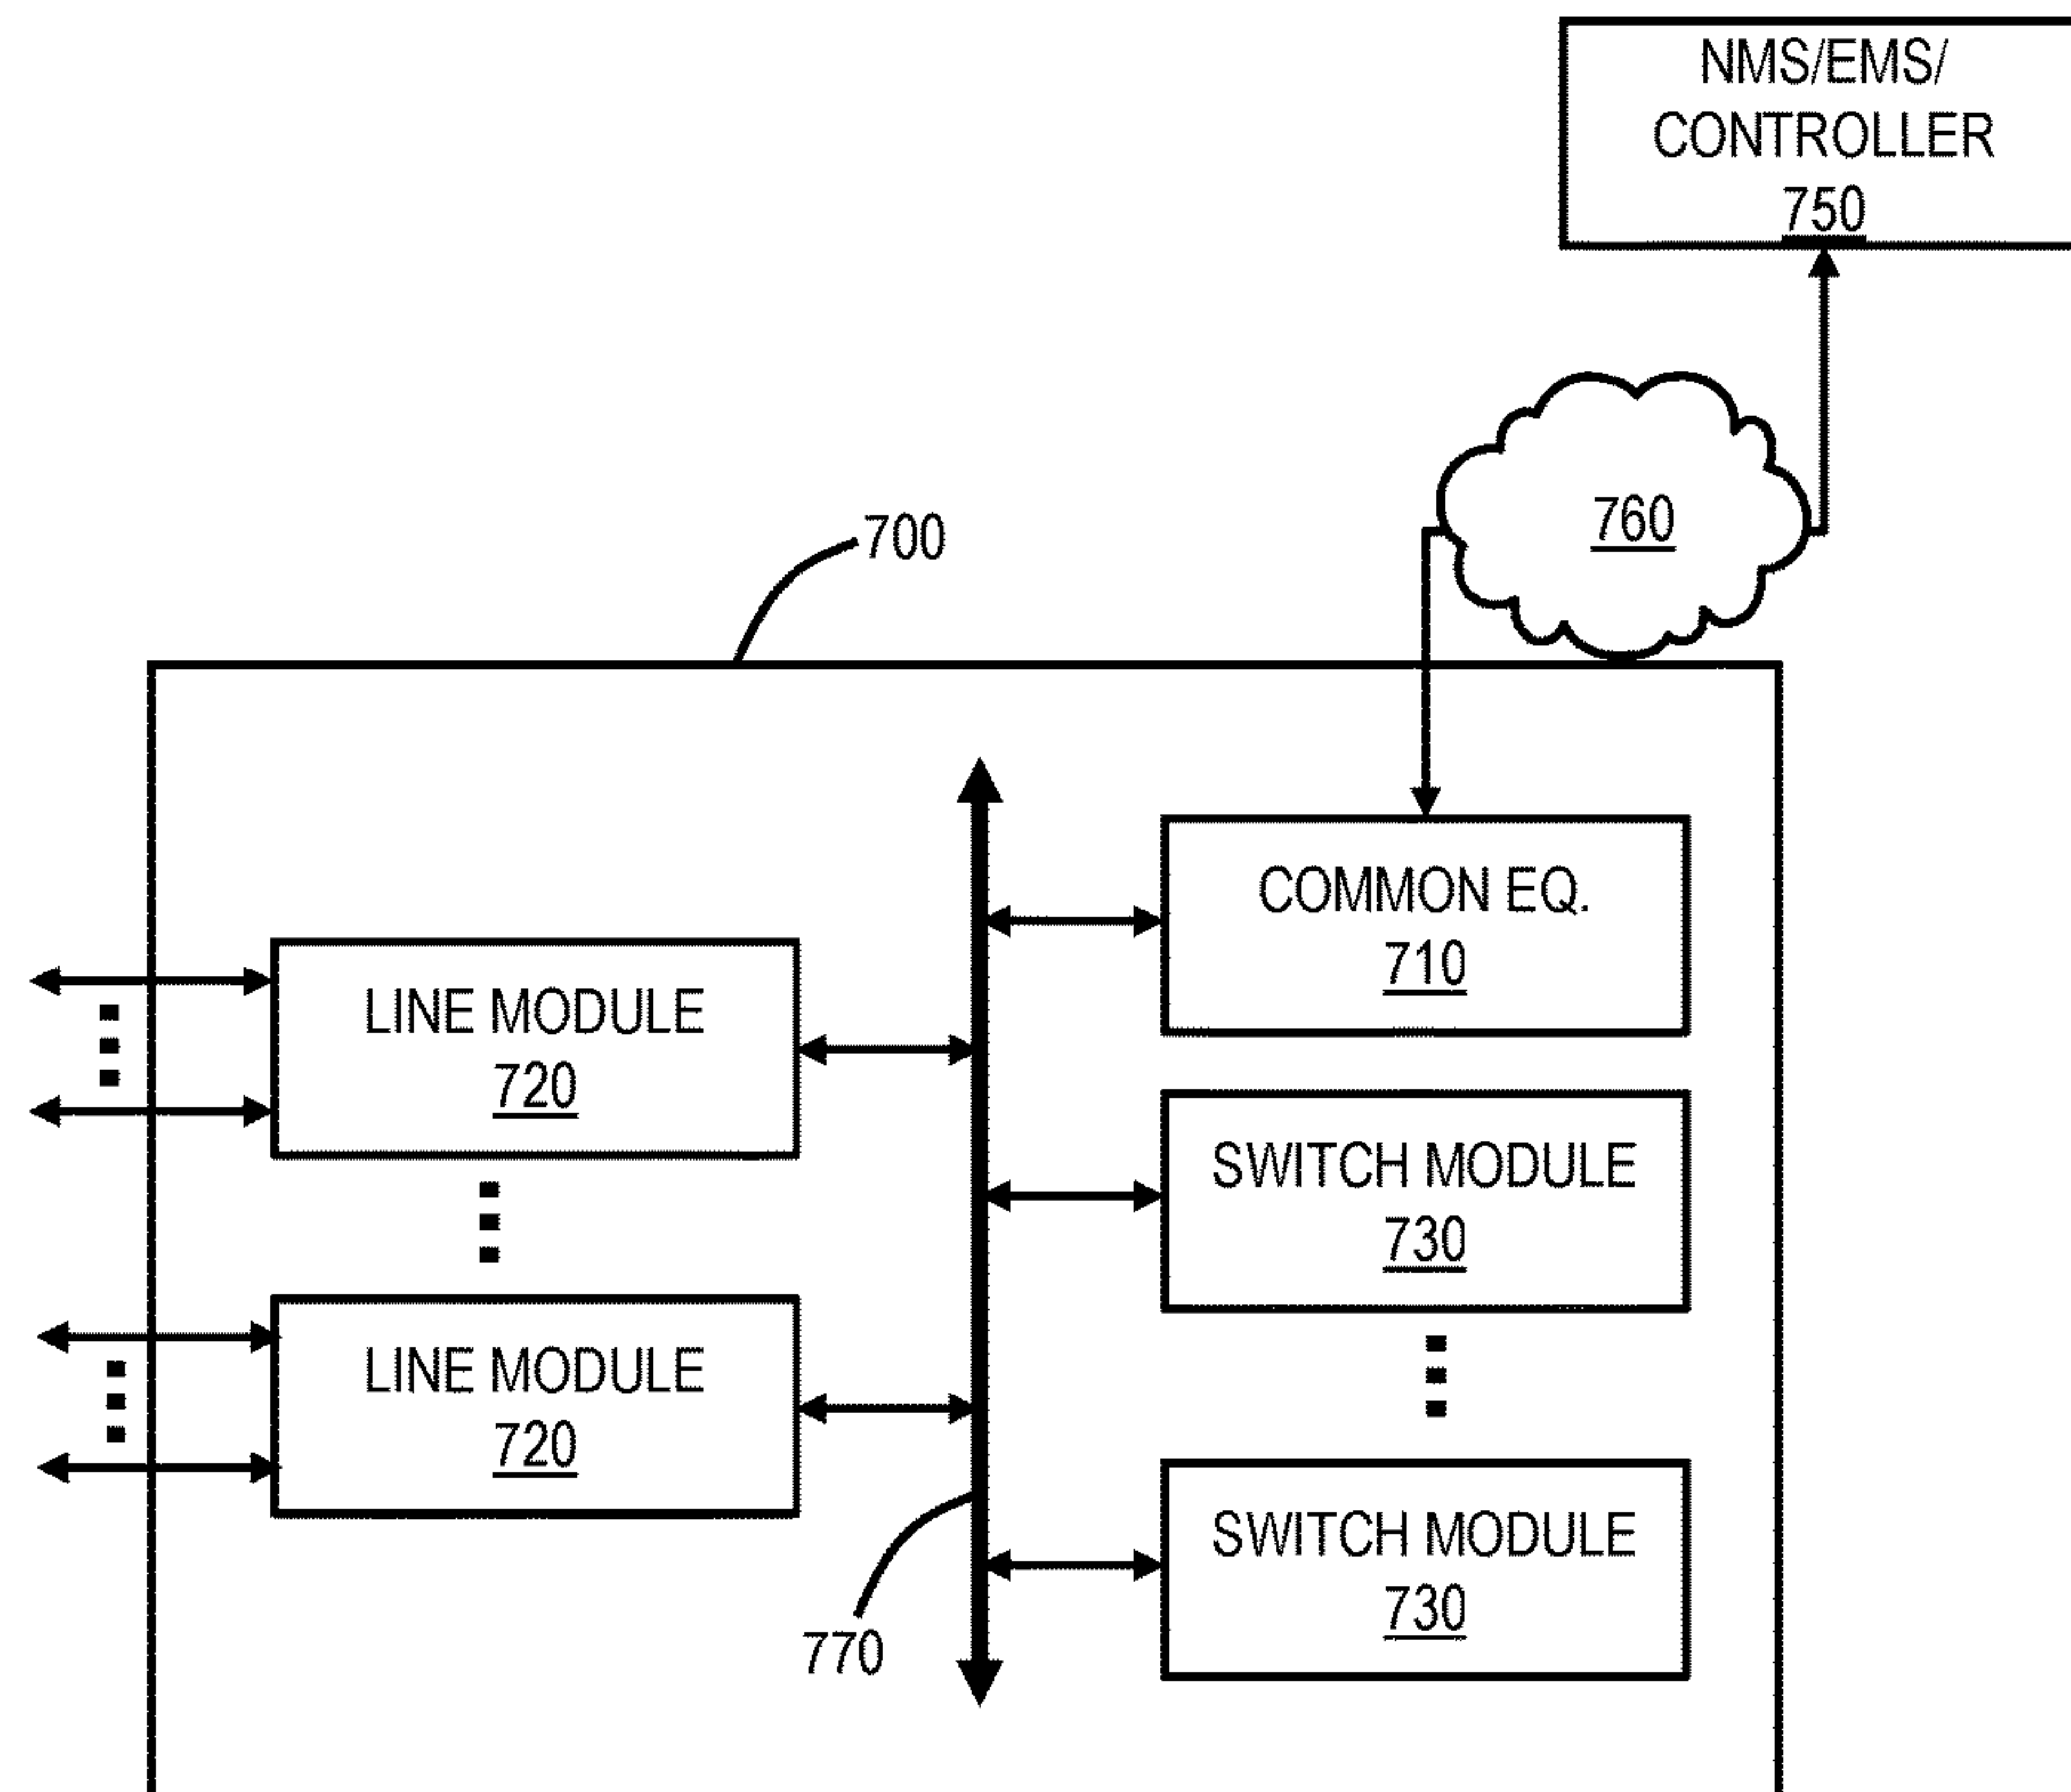 NMS/EMS/
CONTROLLER
750
760
700
COMMON EQ.
710
LINE MODULE
720
SWITCH MODULE
730
LINE MODULE
720
SWITCH MODULE
730
770